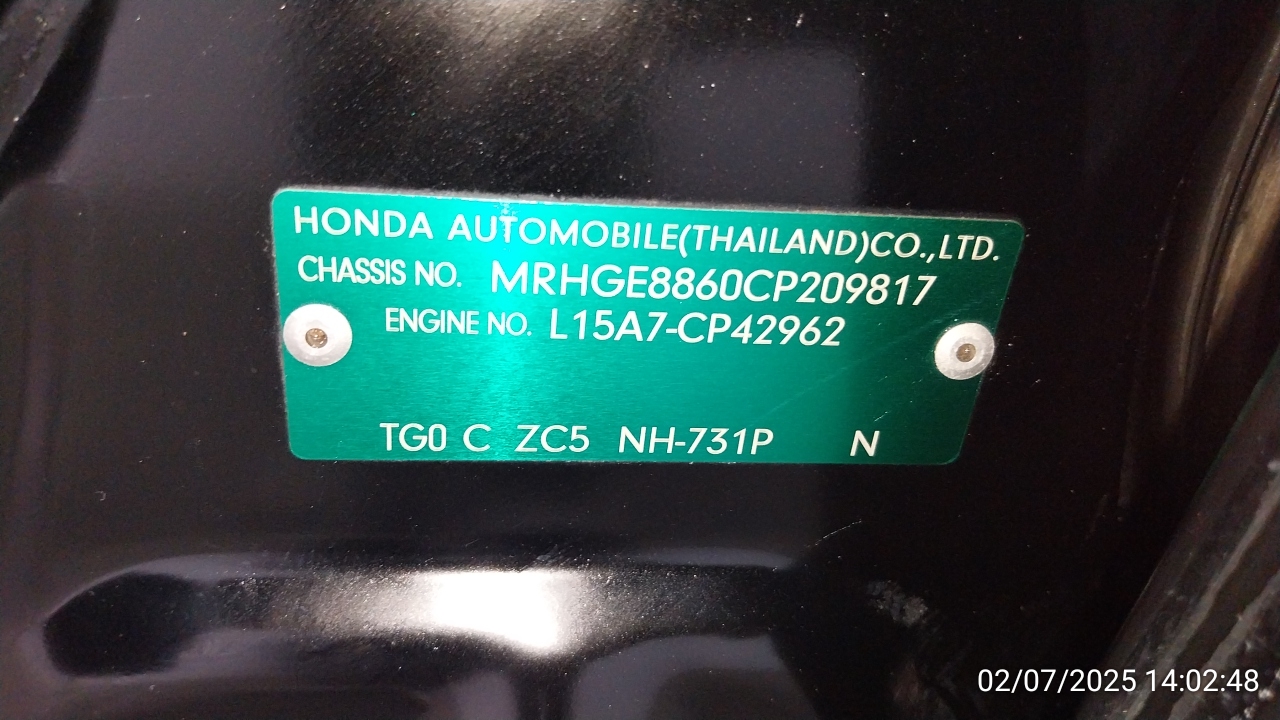 HONDA AUTOMOBILE(THAILAND)CO.,LTD.
CHASSIS NO. MRHGE8860CP209817
ENGINE NO. L15A7-CP42962
TG0 C ZC5 NH-731P N
02/07/2025 14:02:48